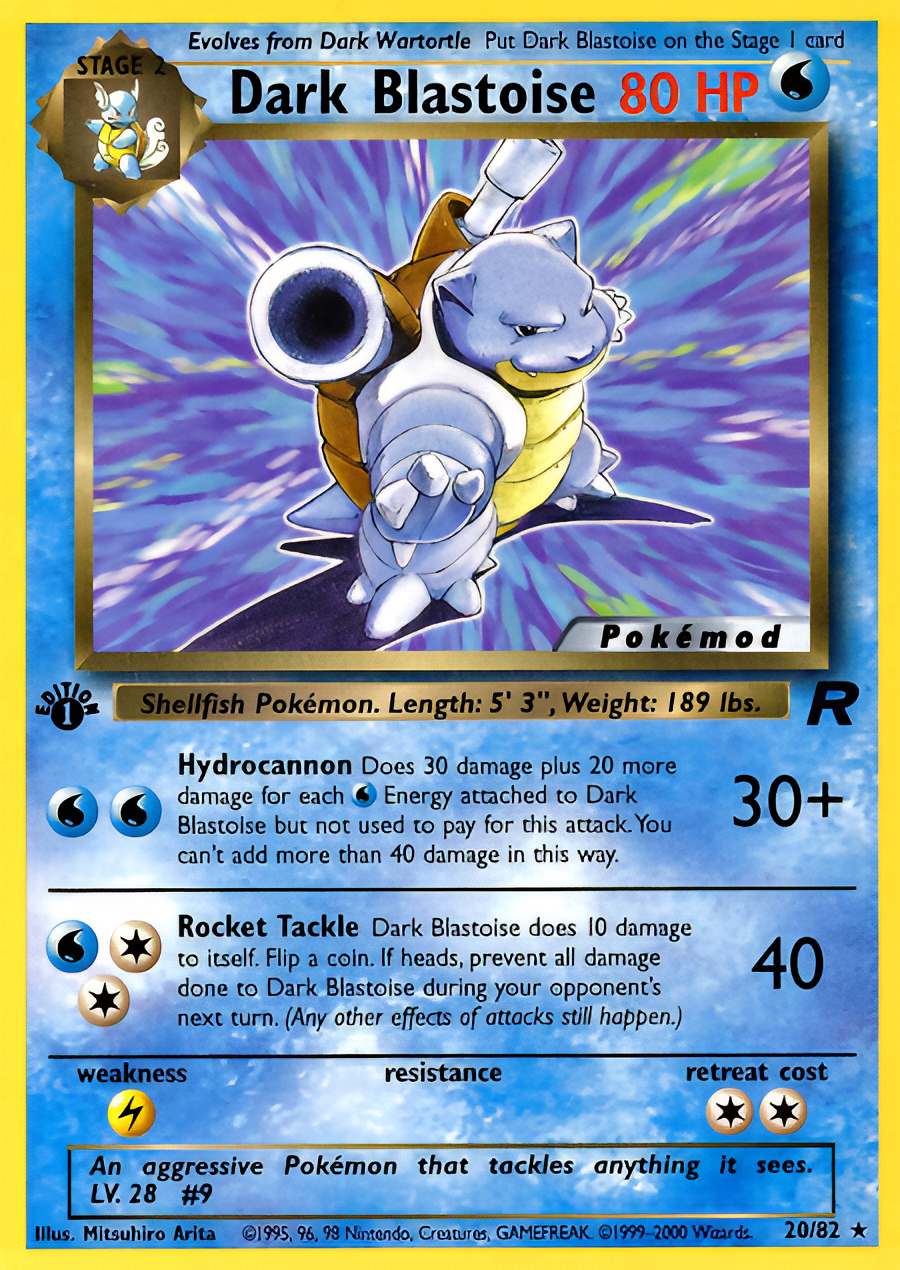 Evolves from Dark Wartortle Put Dark Blastoise on the Stage 1 card
STAGE 2
Dark Blastoise 80 HP
Pokémod
EDITION
1
Shellfish Pokémon. Length: 5' 3", Weight: 189 lbs.
R
Hydrocannon Does 30 damage plus 20 more
damage for each Energy attached to Dark
Blastoise but not used to pay for this attack. You
can't add more than 40 damage in this way.
30+
Rocket Tackle Dark Blastoise does 10 damage
to itself. Flip a coin. If heads, prevent all damage
done to Dark Blastoise during your opponent's
next turn. (Any other effects of attacks still happen.)
40
weakness
resistance
retreat cost
An aggressive Pokémon that tackles anything it sees.
LV. 28 #9
Illus. Mitsuhiro Arita ©1995, 96, 98 Nintendo, Creatures, GAMEFREAK. ©1999–2000 Wizards. 20/82 ★